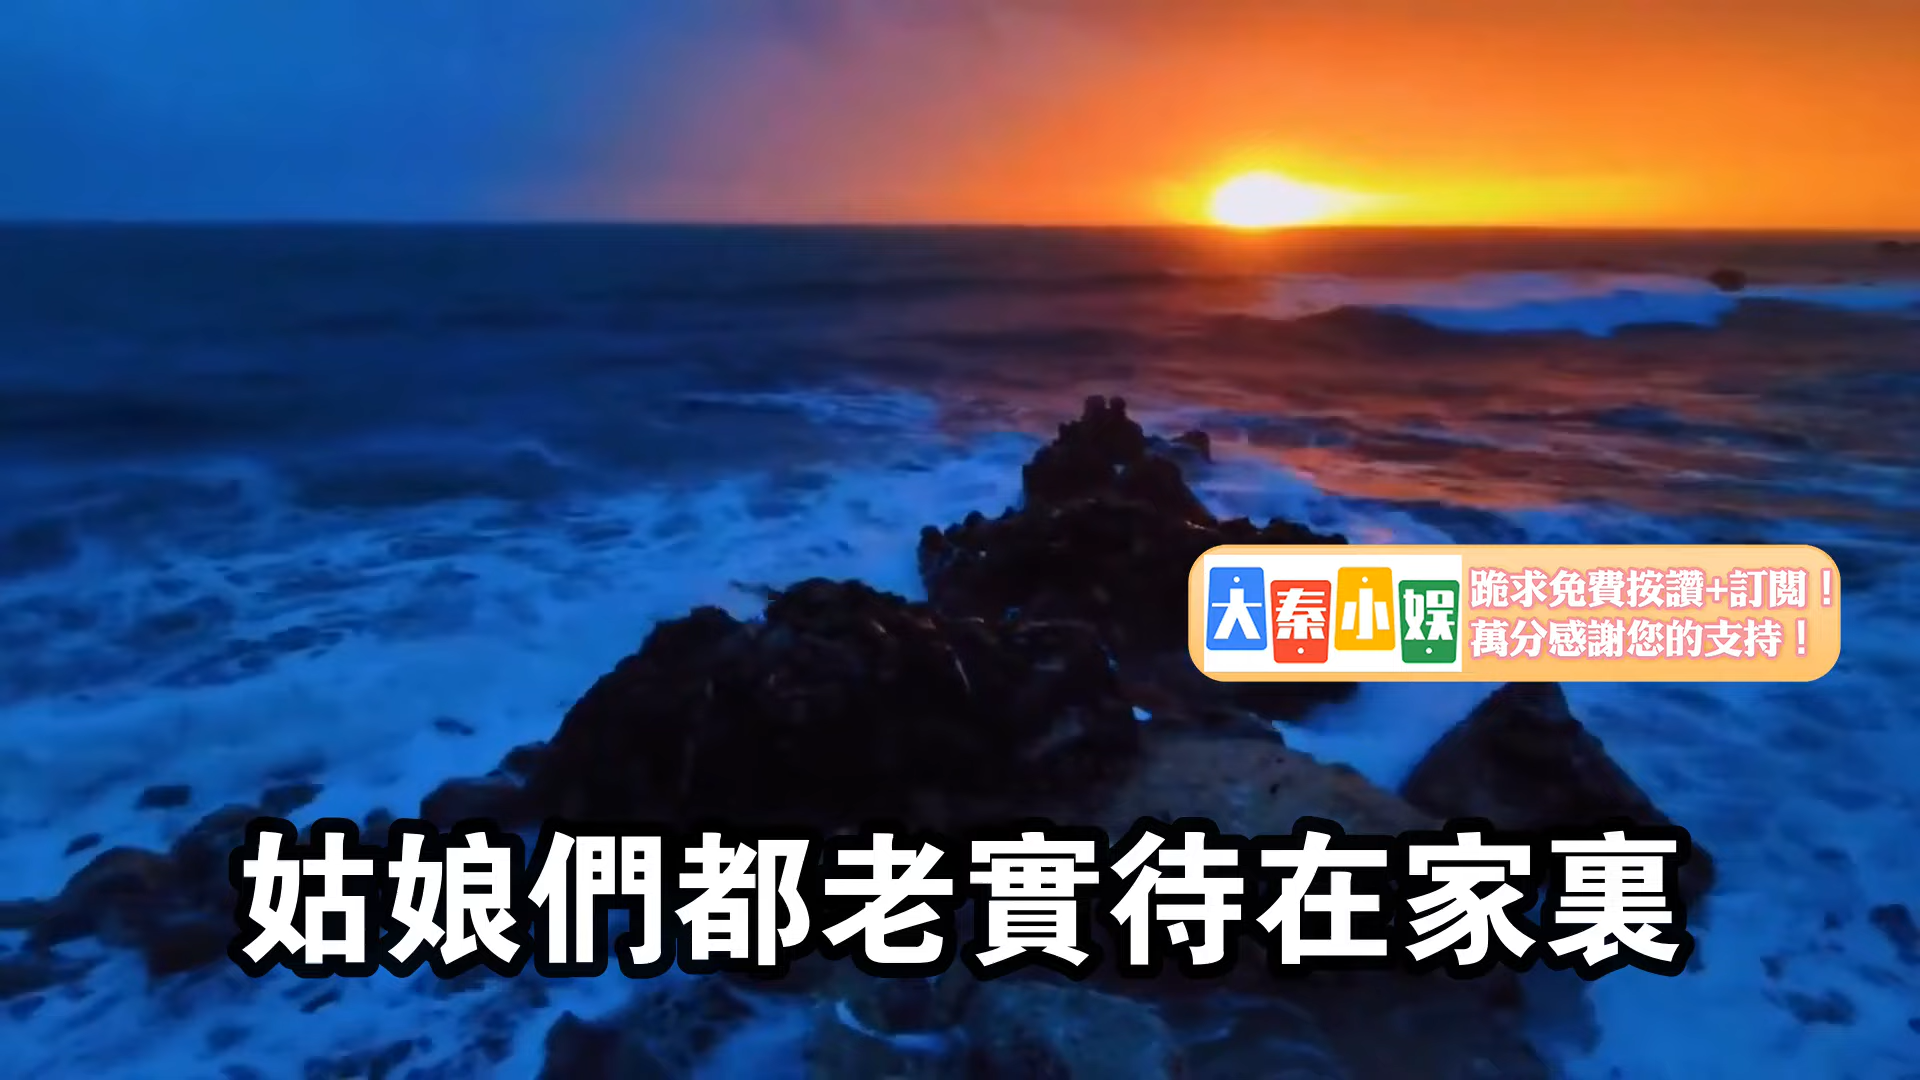 大秦小娱
跪求免費按讚+訂閱！
萬分感謝您的支持！
姑娘們都老實待在家裏